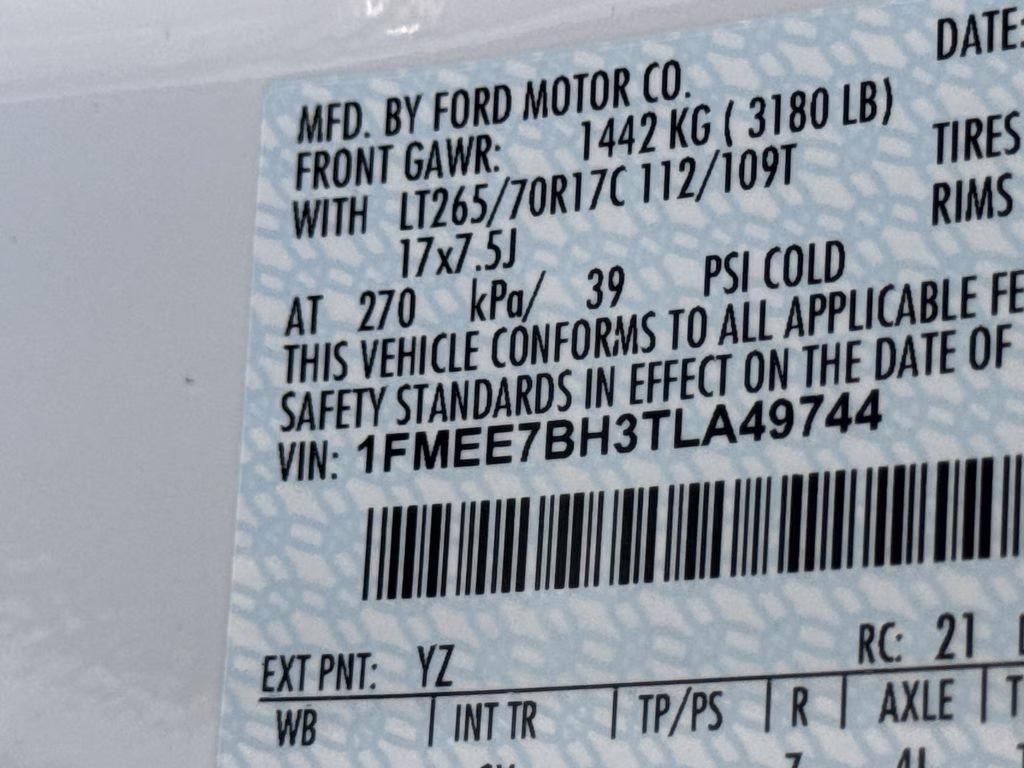 DATE:
MFD. BY FORD MOTOR CO.
FRONT GAWR: 1442 KG ( 3180 LB)
WITH LT265/70R17C 112/109T TIRES
17x7.5J RIMS
AT 270 kPa/ 39 PSI COLD
THIS VEHICLE CONFORMS TO ALL APPLICABLE FE
SAFETY STANDARDS IN EFFECT ON THE DATE OF
VIN: 1FMEE7BH3TLA49744
EXT PNT: YZ RC: 21
WB | INT TR | TP/PS | R | AXLE | T